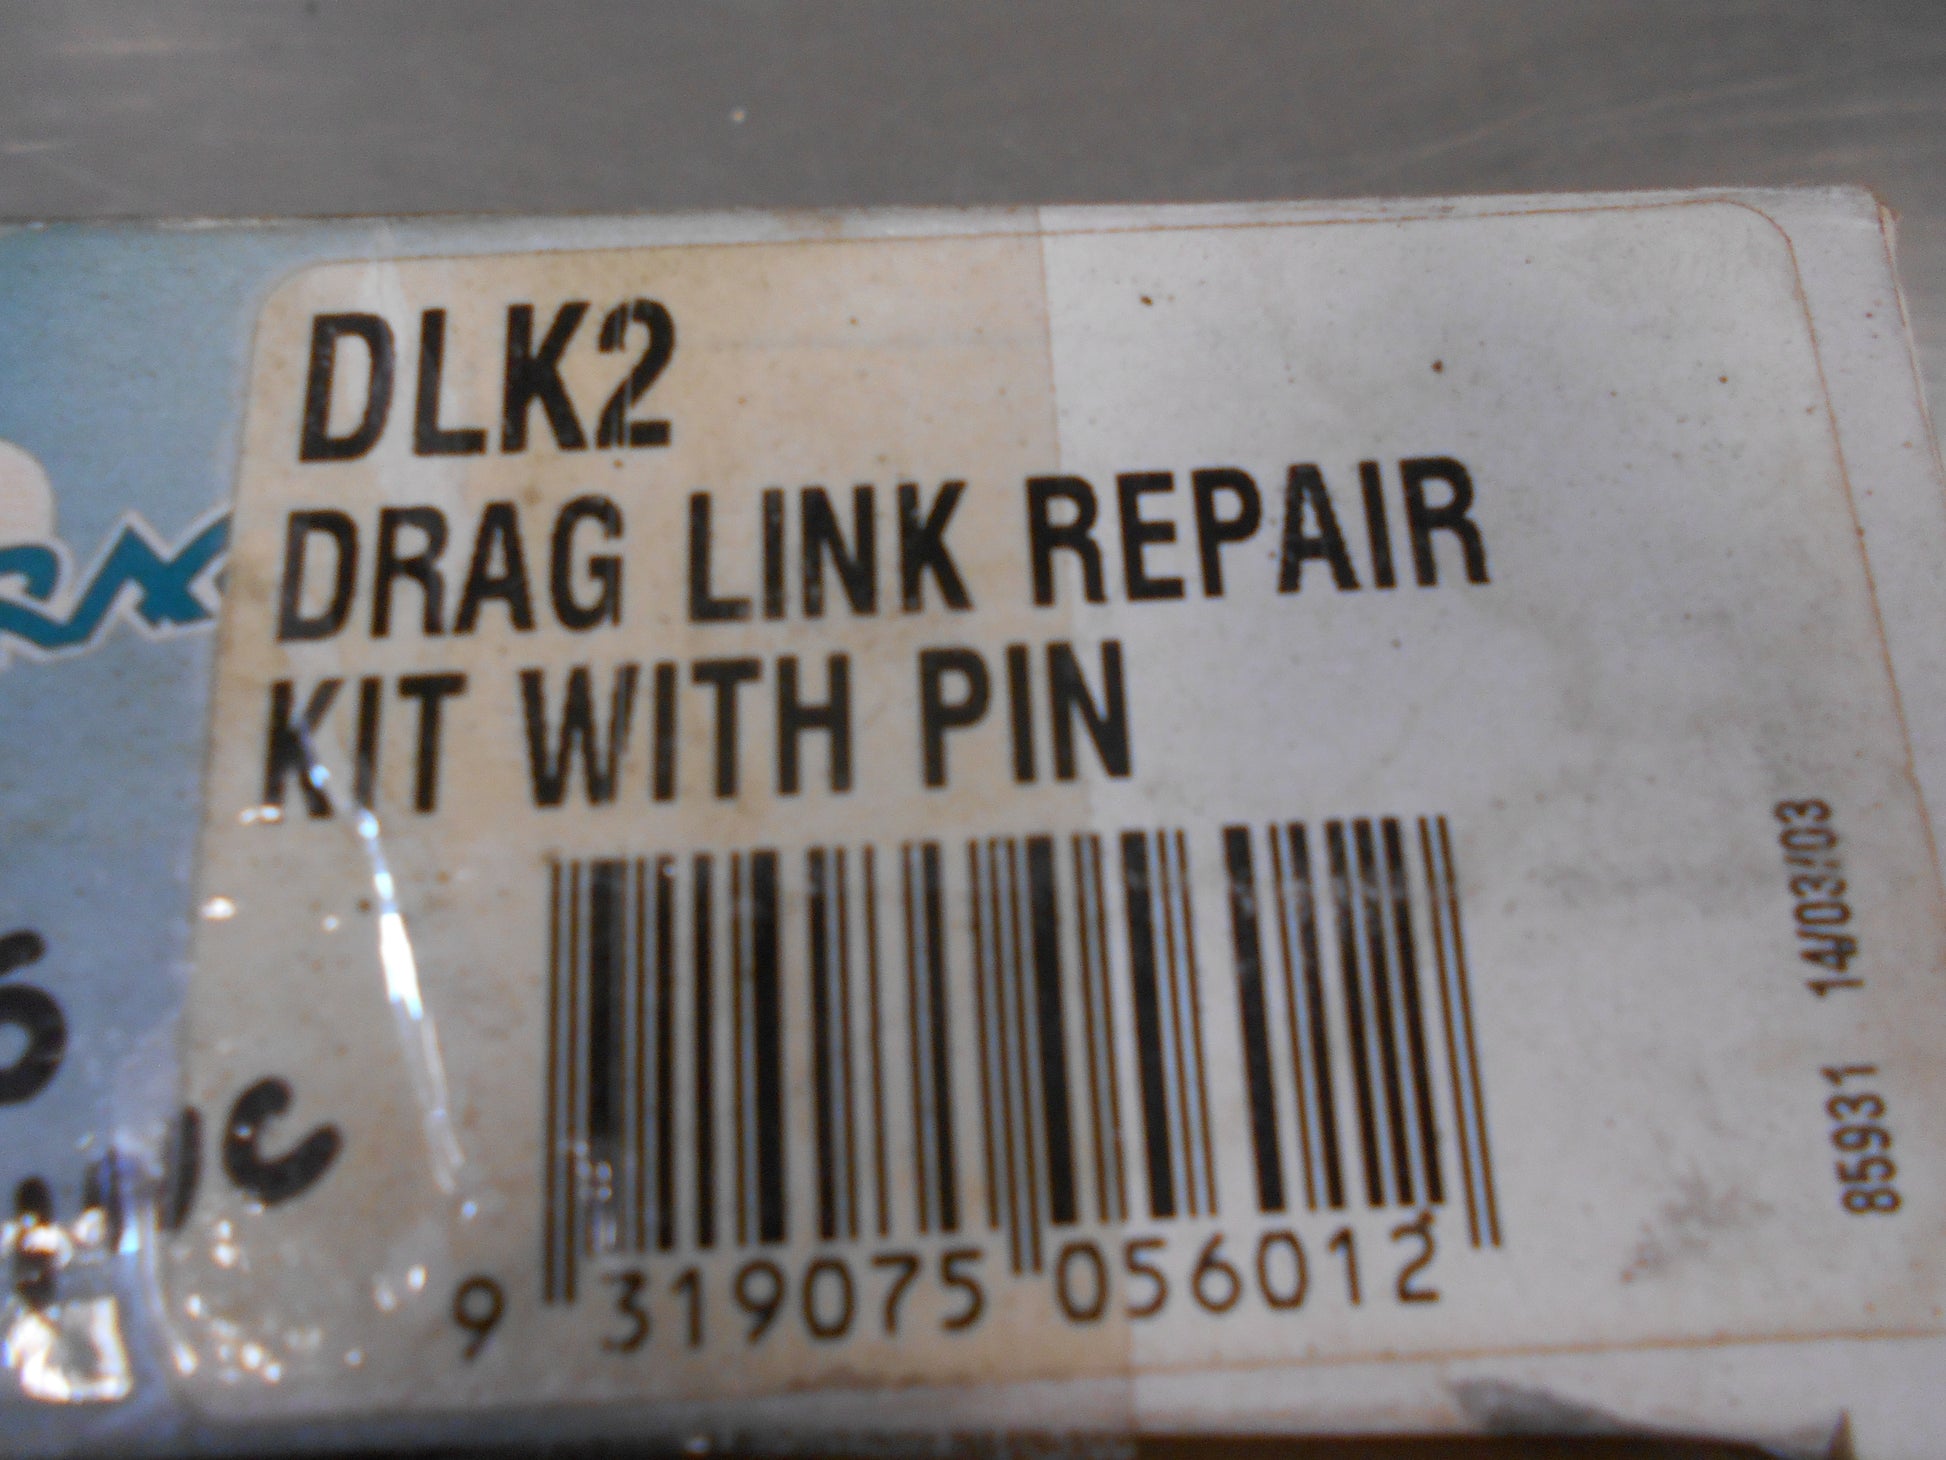 DLK2
DRAG LINK REPAIR
KIT WITH PIN
9 319075 056012
85931 14/03/03